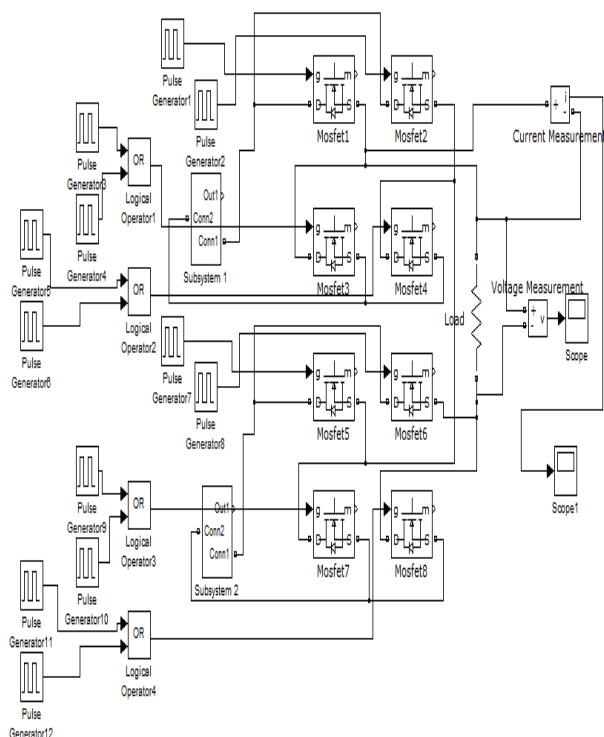 Pulse
Generator1
Pulse
Generator2
g
m
D
S
Mosfet1
g
m
D
S
Mosfet2
i
+
-
Current Measurement
Pulse
Generator3
OR
Logical
Operator1
Pulse
Generator4
Out1
Conn2
Conn1
Subsystem 1
g
m
D
S
Mosfet3
g
m
D
S
Mosfet4
Pulse
Generator5
OR
Logical
Operator2
Pulse
Generator6
Load
Voltage Measurement
+
-
v
Scope
Pulse
Generator7
Pulse
Generator8
g
m
D
S
Mosfet5
g
m
D
S
Mosfet6
Scope1
Pulse
Generator9
OR
Logical
Operator3
Pulse
Generator10
Out1
Conn2
Conn1
Subsystem 2
g
m
D
S
Mosfet7
g
m
D
S
Mosfet8
Pulse
Generator11
OR
Logical
Operator4
Pulse
Generator12